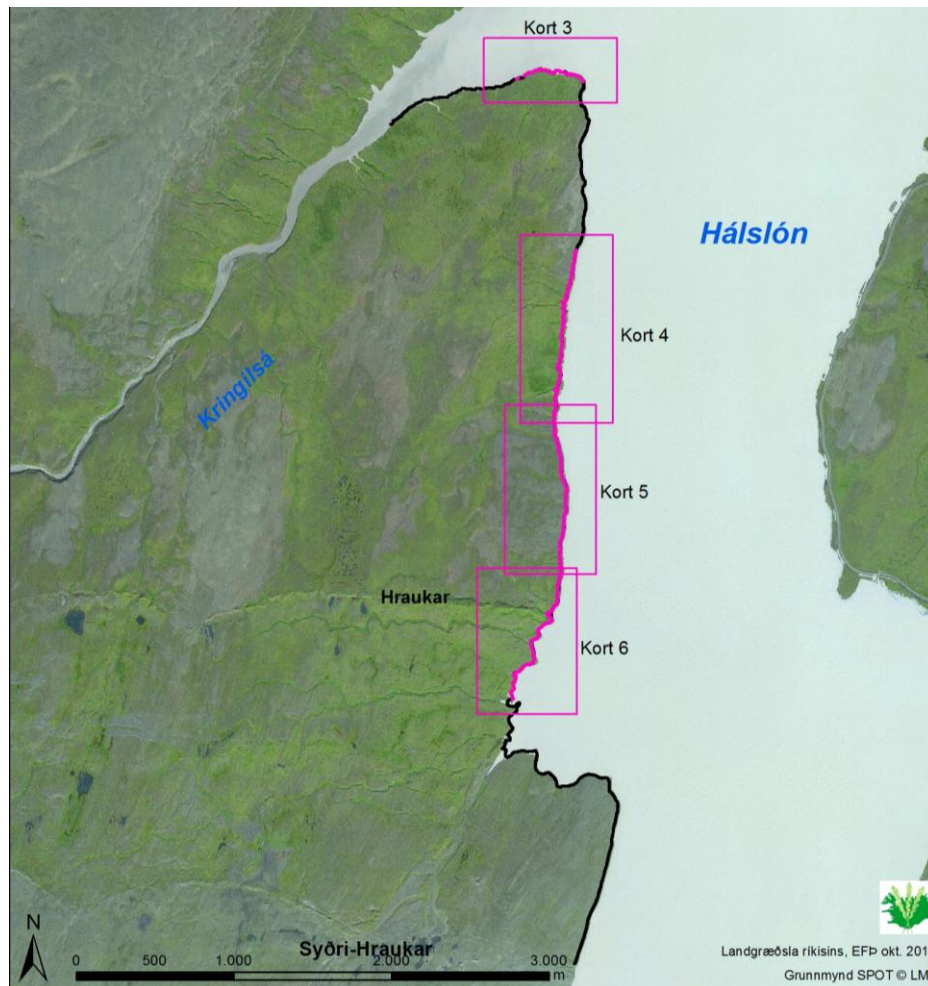 Kort 3
Hálslón
Kort 4
Kringilsá
Kort 5
Hraukar
Kort 6
N
Syðri-Hraukar
0 500 1.000 2.000 3.000
m
Landgræðsla ríkisins, EFÞ okt. 201
Grunnmynd SPOT © LM